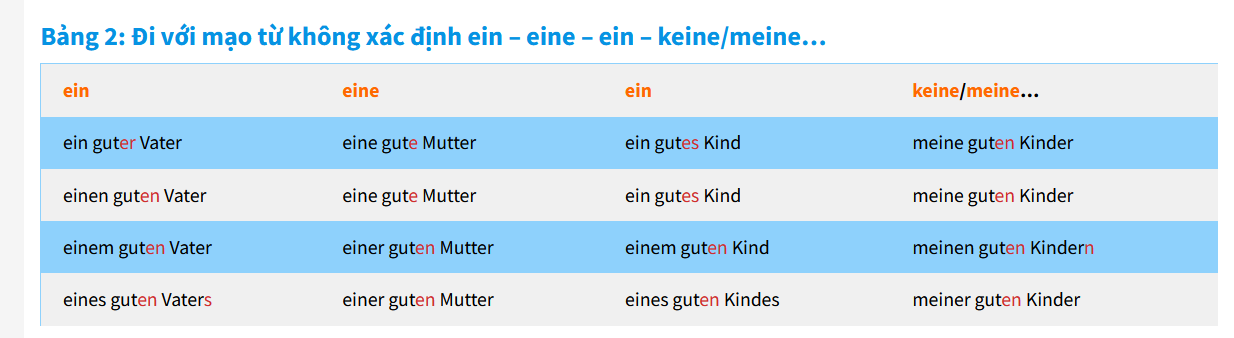 Bảng 2: Đi với mạo từ không xác định ein – eine – ein – keine/meine…
ein eine ein keine/meine…
ein guter Vater eine gute Mutter ein gutes Kind meine guten Kinder
einen guten Vater eine gute Mutter ein gutes Kind meine guten Kinder
einem guten Vater einer guten Mutter einem guten Kind meinen guten Kindern
eines guten Vaters einer guten Mutter eines guten Kindes meiner guten Kinder